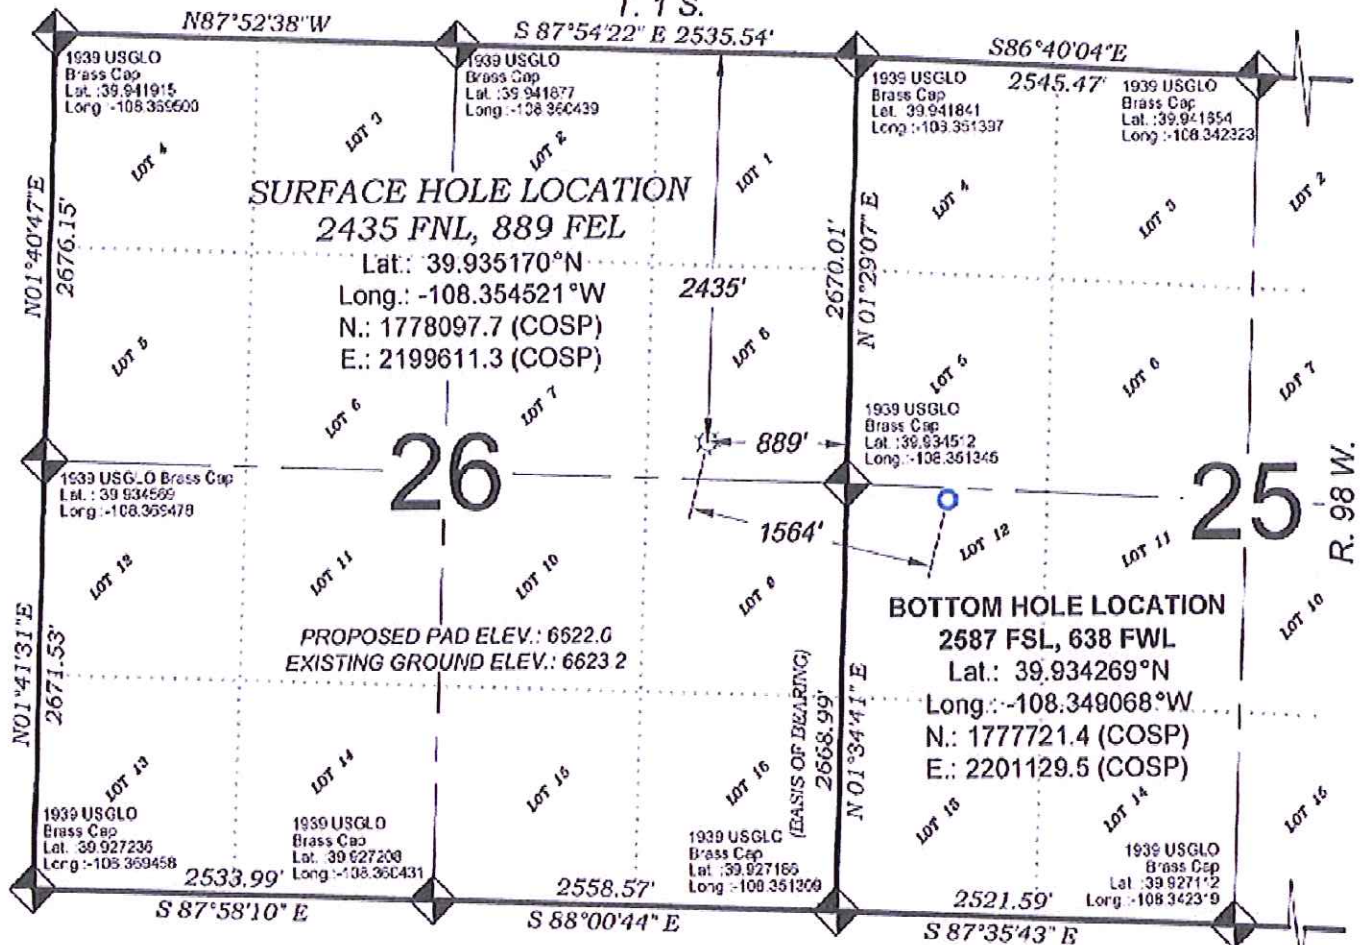 T. 1 S.
N87°52'38"W
S 87°54'22" E 2535.54'
S86°40'04"E
2545.47'
1939 USGLO
Brass Cap
Lat.:39.941915
Long.:-108.369500
1939 USGLO
Brass Cap
Lat.:39.941877
Long.:-108.360439
1939 USGLO
Brass Cap
Lat.:39.941841
Long.:-108.351397
1939 USGLO
Brass Cap
Lat.:39.941654
Long.:-108.342323
LOT 4
LOT 3
LOT 2
LOT 1
LOT 4
LOT 3
LOT 2
SURFACE HOLE LOCATION
2435 FNL, 889 FEL
Lat.: 39.935170°N
Long.: -108.354521°W
N.: 1778097.7 (COSP)
E.: 2199611.3 (COSP)
N01°40'47"E
2676.15'
2435'
2670.01'
N 01°29'07" E
LOT 5
LOT 6
LOT 7
LOT 8
LOT 5
LOT 6
LOT 7
1939 USGLO
Brass Cap
Lat.:39.934512
Long.:-108.351345
889'
26
25
R. 98 W.
1939 USGLO Brass Cap
Lat.: 39.934569
Long.:-108.369478
1564'
LOT 12
LOT 11
LOT 10
LOT 9
LOT 12
LOT 11
LOT 10
PROPOSED PAD ELEV.: 6622.0
EXISTING GROUND ELEV.: 6623.2
BOTTOM HOLE LOCATION
2587 FSL, 638 FWL
Lat.: 39.934269°N
Long.: -108.349068°W
N.: 1777721.4 (COSP)
E.: 2201129.5 (COSP)
N01°41'31"E
2671.53'
(BASIS OF BEARING)
2668.99'
N 01°34'41" E
LOT 13
LOT 14
LOT 15
LOT 16
LOT 13
LOT 14
LOT 15
1939 USGLO
Brass Cap
Lat.:39.927236
Long.:-108.369458
1939 USGLO
Brass Cap
Lat.:39.927208
Long.:-108.360431
1939 USGLO
Brass Cap
Lat.:39.927166
Long.:-108.351309
1939 USGLO
Brass Cap
Lat.:39.927112
Long.:-108.342319
2533.99'
S 87°58'10" E
2558.57'
S 88°00'44" E
2521.59'
S 87°35'43" E